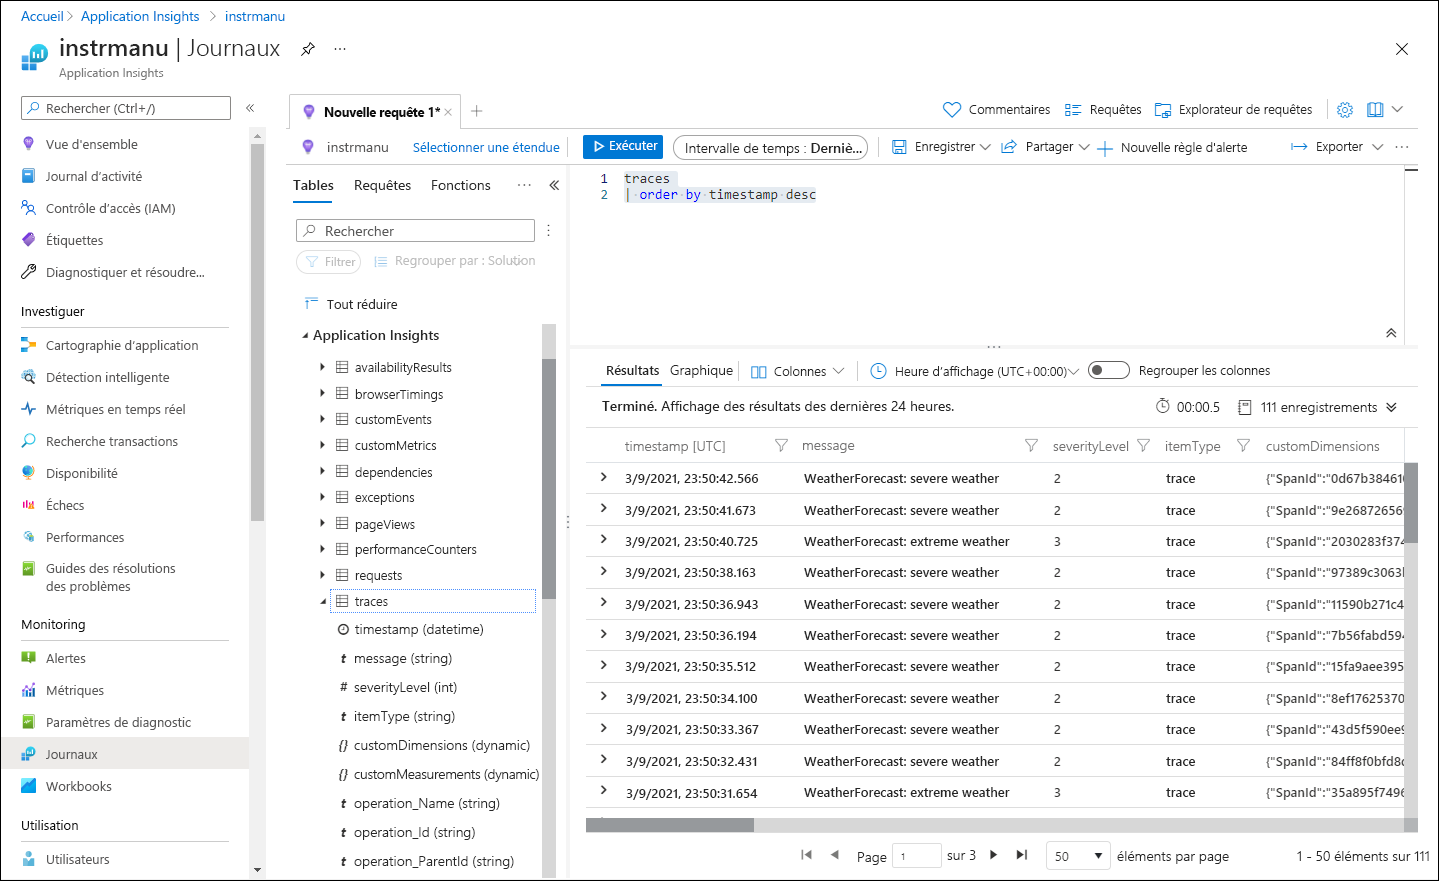 Accueil > Application Insights > instrmanu
instrmanu | Journaux ...
Application Insights
Rechercher (Ctrl+/)
Vue d'ensemble
Journal d'activité
Contrôle d'accès (IAM)
Étiquettes
Diagnostiquer et résoudre...
Investiguer
Cartographie d'application
Détection intelligente
Métriques en temps réel
Recherche transactions
Disponibilité
Échecs
Performances
Guides des résolutions
des problèmes
Monitoring
Alertes
Métriques
Paramètres de diagnostic
Journaux
Workbooks
Utilisation
Utilisateurs
Nouvelle requête 1*
Commentaires Requêtes Explorateur de requêtes
instrmanu Sélectionner une étendue Exécuter Intervalle de temps : Derniè... Enregistrer Partager Nouvelle règle d'alerte Exporter ...
Tables Requêtes Fonctions ...
Rechercher
Filtrer Regrouper par : Solution
Tout réduire
Application Insights
availabilityResults
browserTimings
customEvents
customMetrics
dependencies
exceptions
pageViews
performanceCounters
requests
traces
timestamp (datetime)
t message (string)
# severityLevel (int)
t itemType (string)
{} customDimensions (dynamic)
{} customMeasurements (dynamic)
t operation_Name (string)
t operation_Id (string)
t operation_ParentId (string)
1 traces
2 | order by timestamp desc
Résultats Graphique Colonnes Heure d'affichage (UTC+00:00) Regrouper les colonnes
Terminé. Affichage des résultats des dernières 24 heures. 00:00.5 111 enregistrements
timestamp [UTC] message severityLevel itemType customDimensions
3/9/2021, 23:50:42.566 WeatherForecast: severe weather 2 trace {"SpanId":"0d67b38461
3/9/2021, 23:50:41.673 WeatherForecast: severe weather 2 trace {"SpanId":"9e26872656
3/9/2021, 23:50:40.725 WeatherForecast: extreme weather 3 trace {"SpanId":"2030283f374
3/9/2021, 23:50:38.163 WeatherForecast: severe weather 2 trace {"SpanId":"97389c3063
3/9/2021, 23:50:36.943 WeatherForecast: severe weather 2 trace {"SpanId":"11590b271c4
3/9/2021, 23:50:36.194 WeatherForecast: severe weather 2 trace {"SpanId":"7b56fabd594
3/9/2021, 23:50:35.512 WeatherForecast: severe weather 2 trace {"SpanId":"15fa9aee395
3/9/2021, 23:50:34.100 WeatherForecast: severe weather 2 trace {"SpanId":"8ef17625370
3/9/2021, 23:50:33.367 WeatherForecast: severe weather 2 trace {"SpanId":"43d5f590ee9
3/9/2021, 23:50:32.431 WeatherForecast: severe weather 2 trace {"SpanId":"84ff8f0bfd8
3/9/2021, 23:50:31.654 WeatherForecast: extreme weather 3 trace {"SpanId":"35a895f7496
Page 1 sur 3 50 éléments par page 1 - 50 éléments sur 111